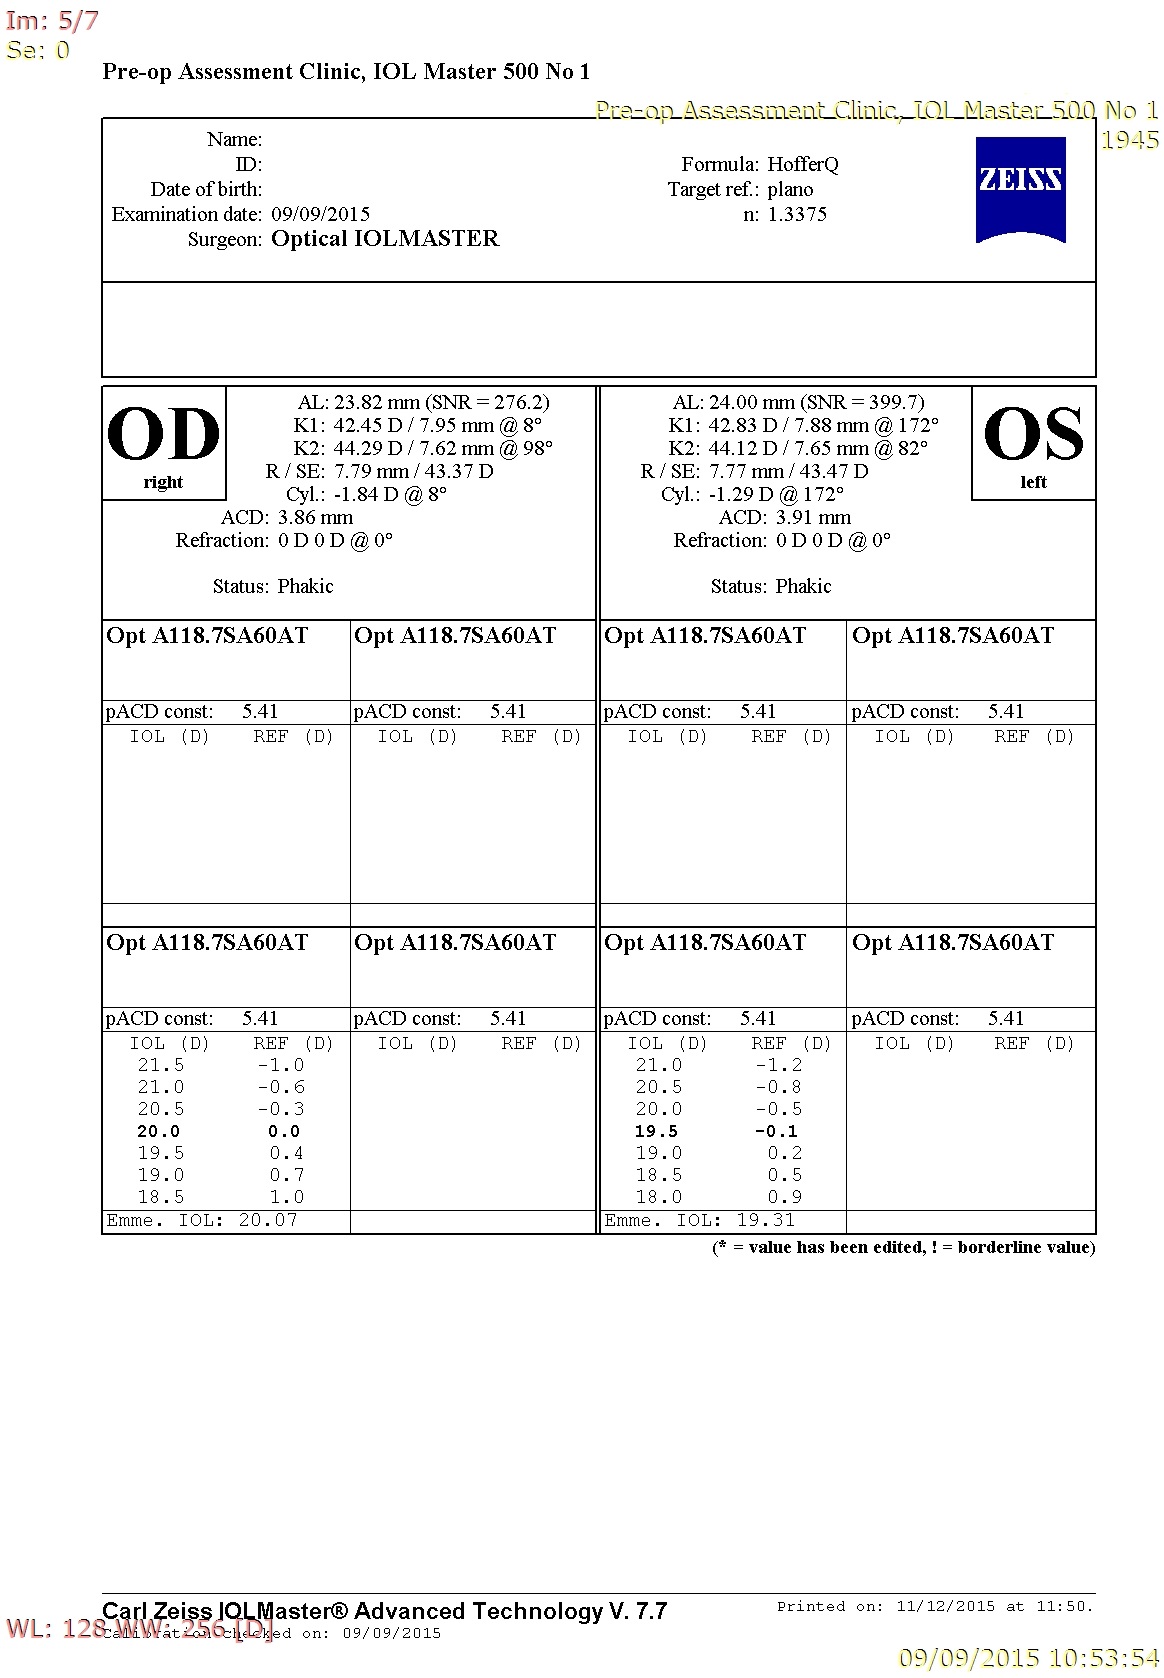 Im: 5/7
Se: 0
Pre-op Assessment Clinic, IOL Master 500 No 1
Pre-op Assessment Clinic, IOL Master 500 No 1
1945
Name:
ID:
Date of birth:
Examination date: 09/09/2015
Surgeon: Optical IOLMASTER
Formula: HofferQ
Target ref.: plano
n: 1.3375
ZEISS
OD
right
AL: 23.82 mm (SNR = 276.2)
K1: 42.45 D / 7.95 mm @ 8°
K2: 44.29 D / 7.62 mm @ 98°
R / SE: 7.79 mm / 43.37 D
Cyl.: -1.84 D @ 8°
ACD: 3.86 mm
Refraction: 0 D 0 D @ 0°
Status: Phakic
AL: 24.00 mm (SNR = 399.7)
K1: 42.83 D / 7.88 mm @ 172°
K2: 44.12 D / 7.65 mm @ 82°
R / SE: 7.77 mm / 43.47 D
Cyl.: -1.29 D @ 172°
ACD: 3.91 mm
Refraction: 0 D 0 D @ 0°
Status: Phakic
OS
left
Opt A118.7SA60AT Opt A118.7SA60AT Opt A118.7SA60AT Opt A118.7SA60AT
pACD const: 5.41 pACD const: 5.41 pACD const: 5.41 pACD const: 5.41
IOL (D) REF (D) IOL (D) REF (D) IOL (D) REF (D) IOL (D) REF (D)
Opt A118.7SA60AT Opt A118.7SA60AT Opt A118.7SA60AT Opt A118.7SA60AT
pACD const: 5.41 pACD const: 5.41 pACD const: 5.41 pACD const: 5.41
IOL (D) REF (D) IOL (D) REF (D) IOL (D) REF (D) IOL (D) REF (D)
21.5 -1.0 21.0 -1.2
21.0 -0.6 20.5 -0.8
20.5 -0.3 20.0 -0.5
20.0 0.0 19.5 -0.1
19.5 0.4 19.0 0.2
19.0 0.7 18.5 0.5
18.5 1.0 18.0 0.9
Emme. IOL: 20.07 Emme. IOL: 19.31
(* = value has been edited, ! = borderline value)
Carl Zeiss IOLMaster® Advanced Technology V. 7.7
Printed on: 11/12/2015 at 11:50.
WL: 128 WW: 256 [D]
Calibration checked on: 09/09/2015
09/09/2015 10:53:54